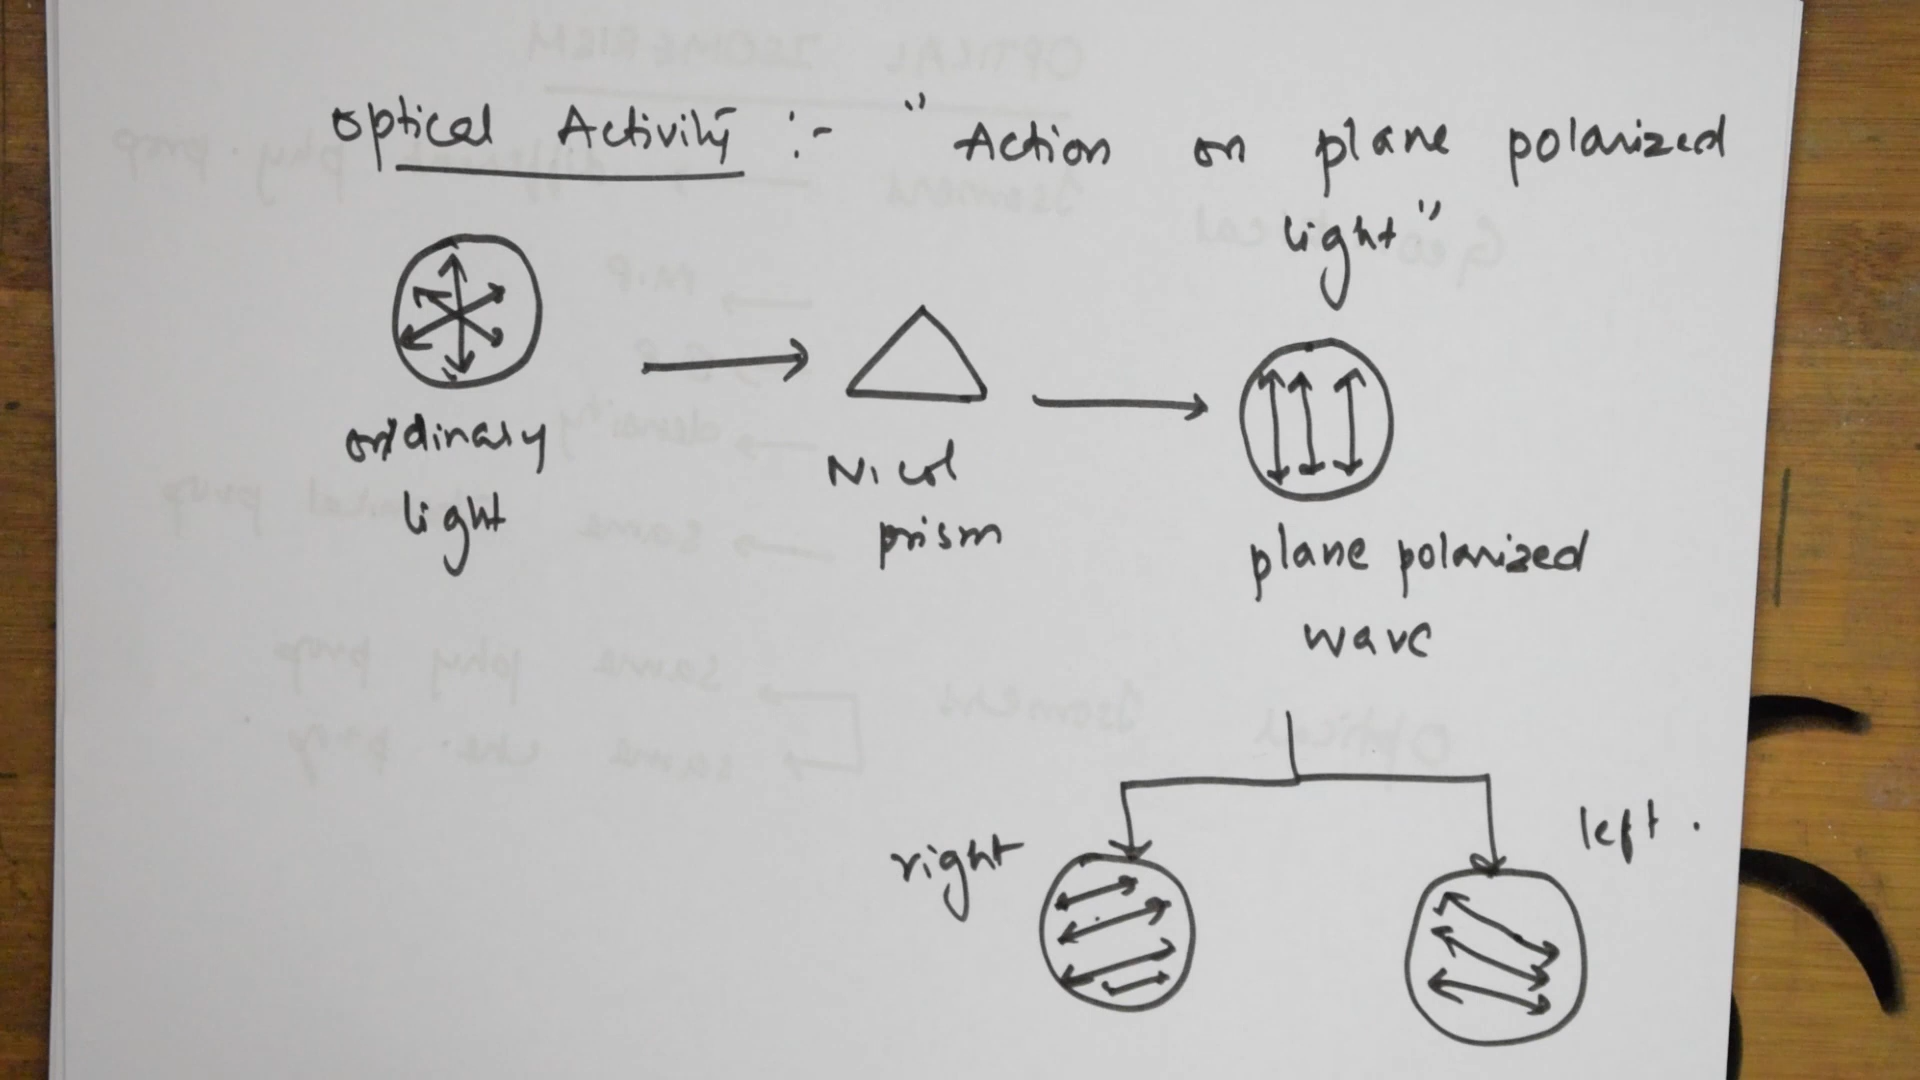 Optical Activity :- "Action on plane polarized
light"
ordinary
light
Nicol
prism
plane polarized
wave
right
left.